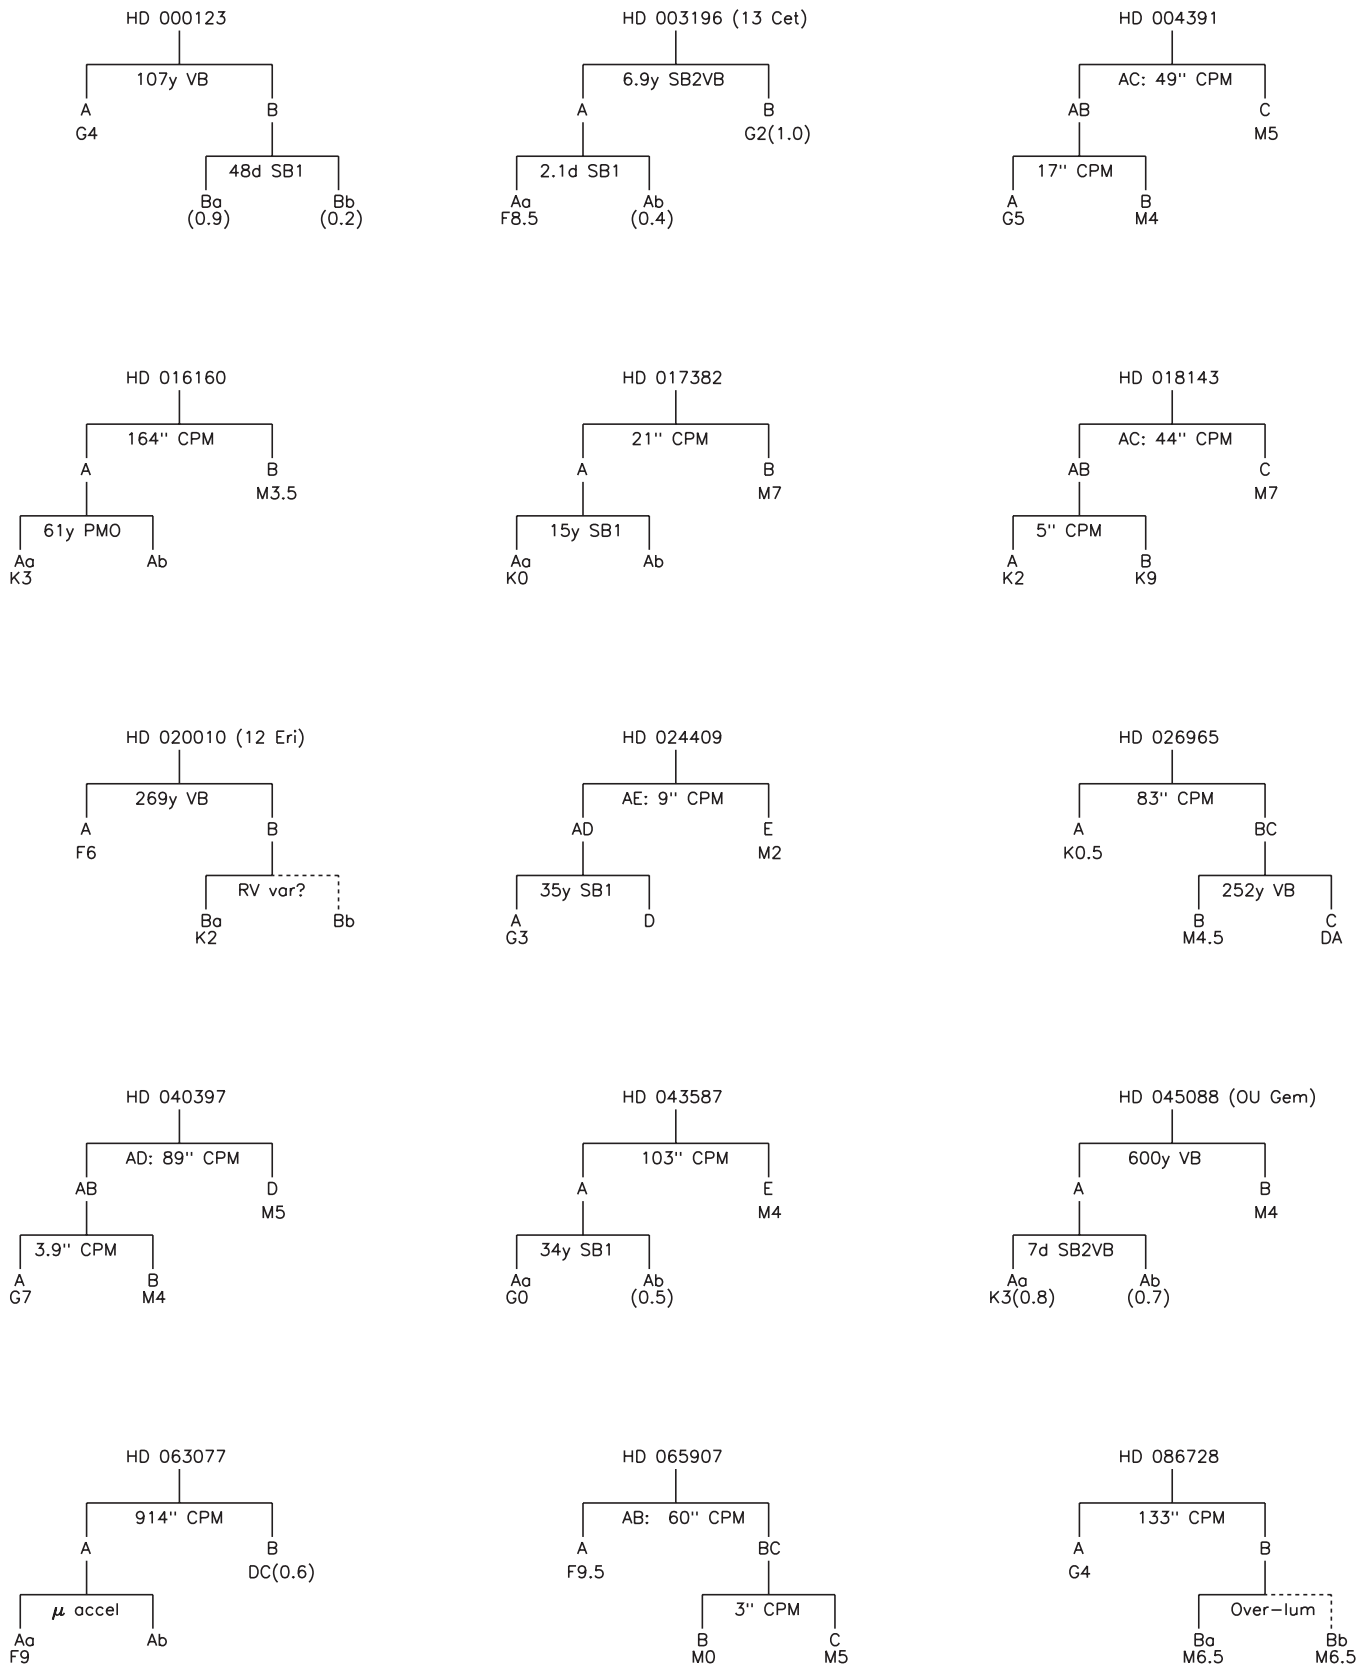 HD 000123 HD 003196 (13 Cet) HD 004391
107y VB 6.9y SB2VB AC: 49'' CPM
A B A B AB C
G4 G2(1.0) M5
48d SB1 2.1d SB1 17'' CPM
Ba Bb Aa Ab A B
(0.9) (0.2) F8.5 (0.4) G5 M4
HD 016160 HD 017382 HD 018143
164'' CPM 21'' CPM AC: 44'' CPM
A B A B AB C
M3.5 M7 M7
61y PMO 15y SB1 5'' CPM
Aa Ab Aa Ab A B
K3 K0 K2 K9
HD 020010 (12 Eri) HD 024409 HD 026965
269y VB AE: 9'' CPM 83'' CPM
A B AD E A BC
F6 M2 K0.5
RV var? 35y SB1 252y VB
Ba Bb A D B C
K2 G3 M4.5 DA
HD 040397 HD 043587 HD 045088 (OU Gem)
AD: 89'' CPM 103'' CPM 600y VB
AB D A E A B
M5 M4 M4
3.9'' CPM 34y SB1 7d SB2VB
A B Aa Ab Aa Ab
G7 M4 G0 (0.5) K3(0.8) (0.7)
HD 063077 HD 065907 HD 086728
914'' CPM AB: 60'' CPM 133'' CPM
A B A BC A B
DC(0.6) F9.5 G4
μ accel 3'' CPM Over-lum
Aa Ab B C Ba Bb
F9 M0 M5 M6.5 M6.5